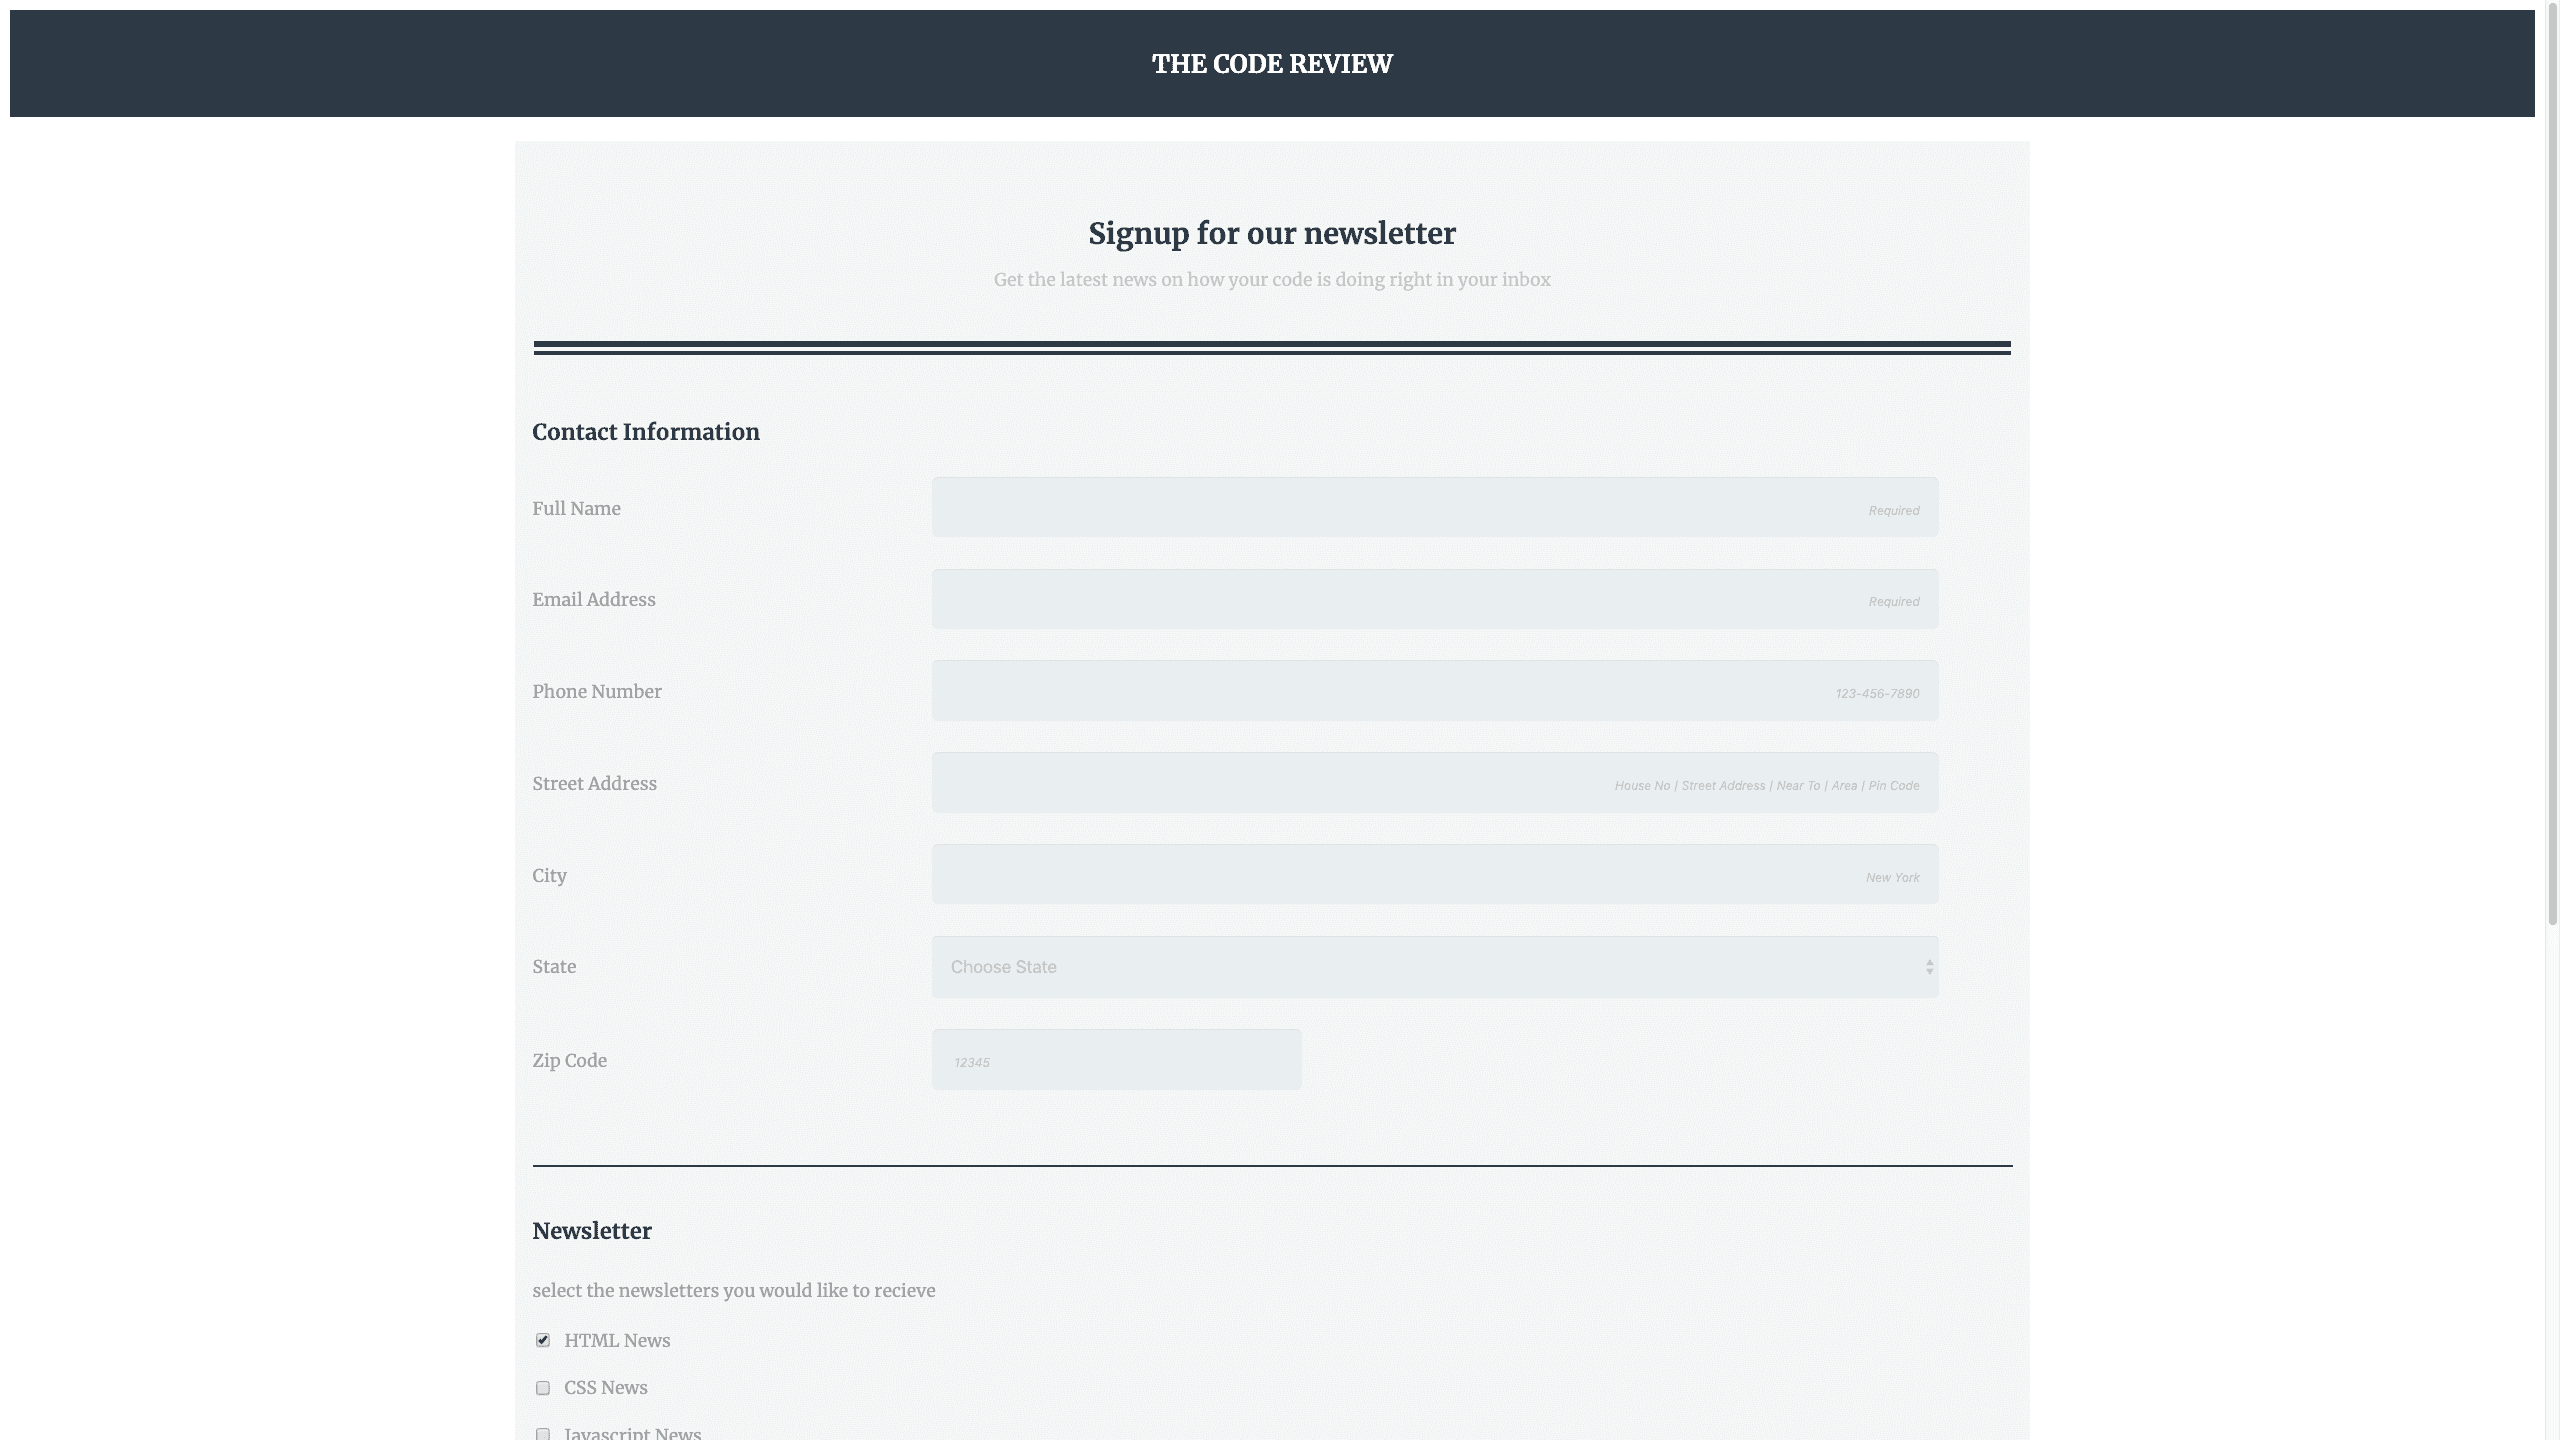 THE CODE REVIEW
Signup for our newsletter
Get the latest news on how your code is doing right in your inbox
Contact Information
Full Name
Required
Email Address
Required
Phone Number
123-456-7890
Street Address
House No | Street Address | Near To | Area | Pin Code
City
New York
State
Choose State
Zip Code
12345
Newsletter
select the newsletters you would like to recieve
HTML News
CSS News
Javascript News